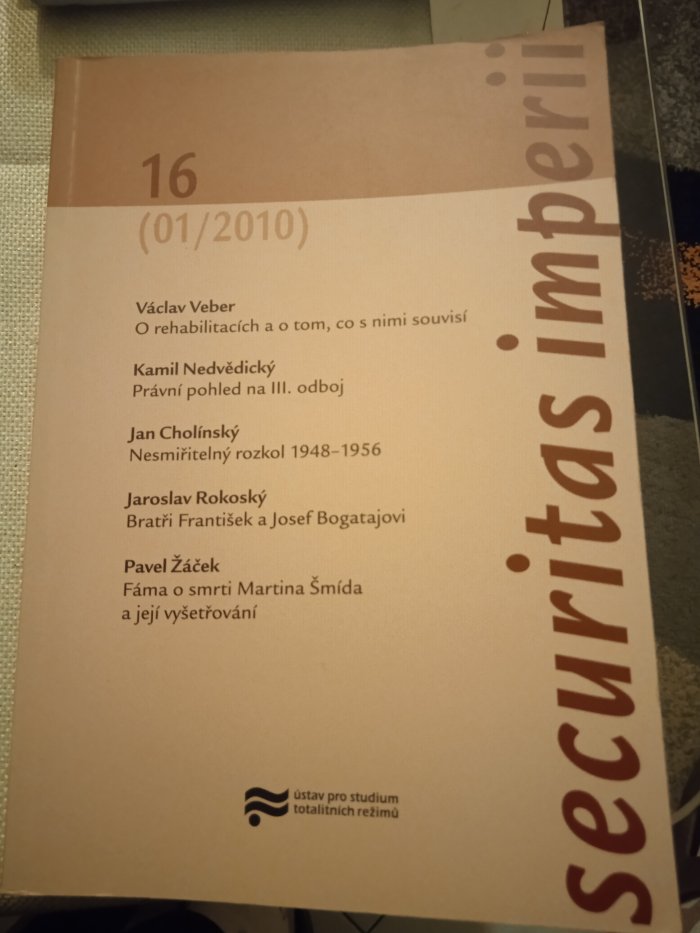 16
(01/2010)
Václav Veber
O rehabilitacích a o tom, co s nimi souvisí
Kamil Nedvědický
Právní pohled na III. odboj
Jan Cholínský
Nesmiřitelný rozkol 1948–1956
Jaroslav Rokoský
Bratři František a Josef Bogatajovi
Pavel Žáček
Fáma o smrti Martina Šmída
a její vyšetřování
ústav pro studium
totalitních režimů
securitas imperii